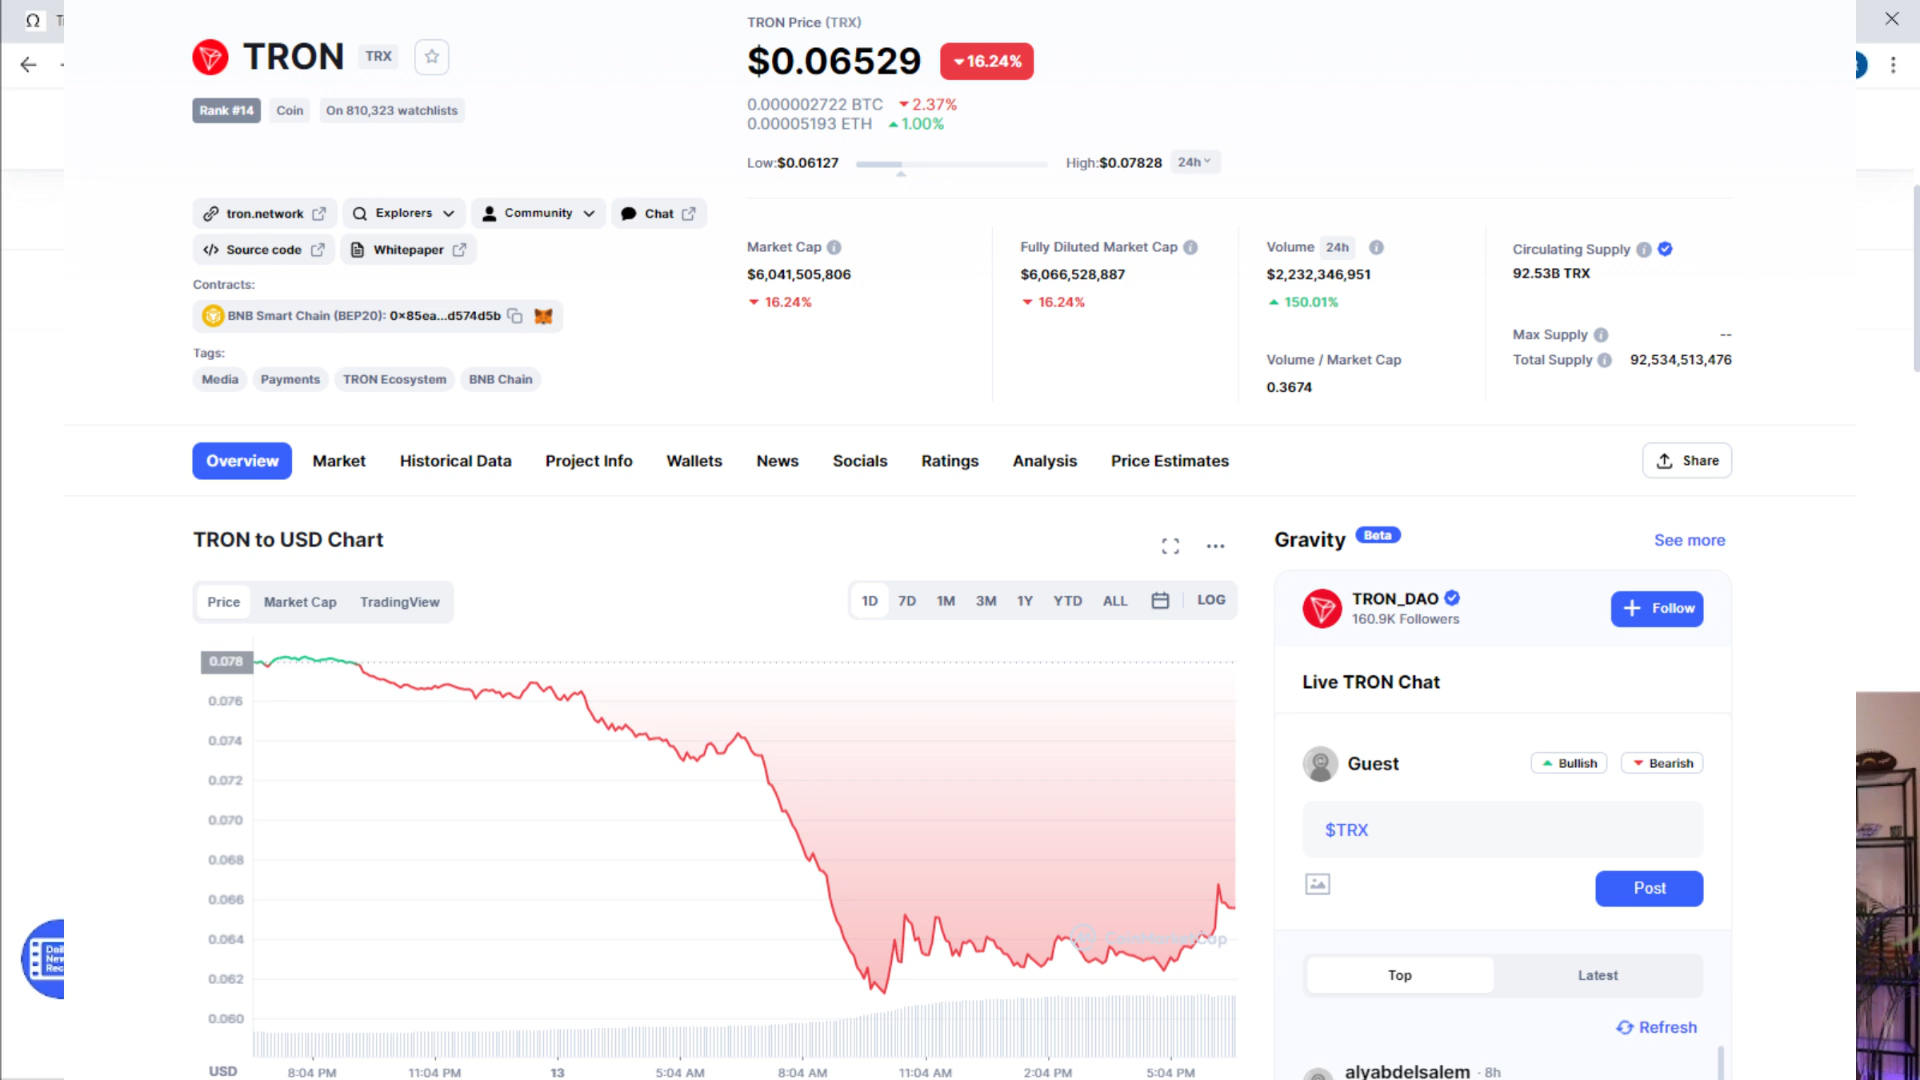 TRON TRX
Rank #14 Coin On 810,323 watchlists
tron.network Explorers Community Chat
Source code Whitepaper
Contracts:
BNB Smart Chain (BEP20): 0x85ea...d574d5b
Tags:
Media Payments TRON Ecosystem BNB Chain
TRON Price (TRX)
$0.06529 16.24%
0.000002722 BTC 2.37%
0.00005193 ETH 1.00%
Low:$0.06127 High:$0.07828 24h
Market Cap
$6,041,505,806
16.24%
Fully Diluted Market Cap
$6,066,528,887
16.24%
Volume 24h
$2,232,346,951
150.01%
Volume / Market Cap
0.3674
Circulating Supply
92.53B TRX
Max Supply --
Total Supply 92,534,513,476
Overview Market Historical Data Project Info Wallets News Socials Ratings Analysis Price Estimates Share
TRON to USD Chart
Price Market Cap TradingView 1D 7D 1M 3M 1Y YTD ALL LOG
0.078
0.076
0.074
0.072
0.070
0.068
0.066
0.064
0.062
0.060
CoinMarketCap
USD 8:04 PM 11:04 PM 13 5:04 AM 8:04 AM 11:04 AM 2:04 PM 5:04 PM
Gravity Beta See more
TRON_DAO Follow
160.9K Followers
Live TRON Chat
Guest Bullish Bearish
$TRX
Post
Top Latest
Refresh
alyabdelsalem · 8h